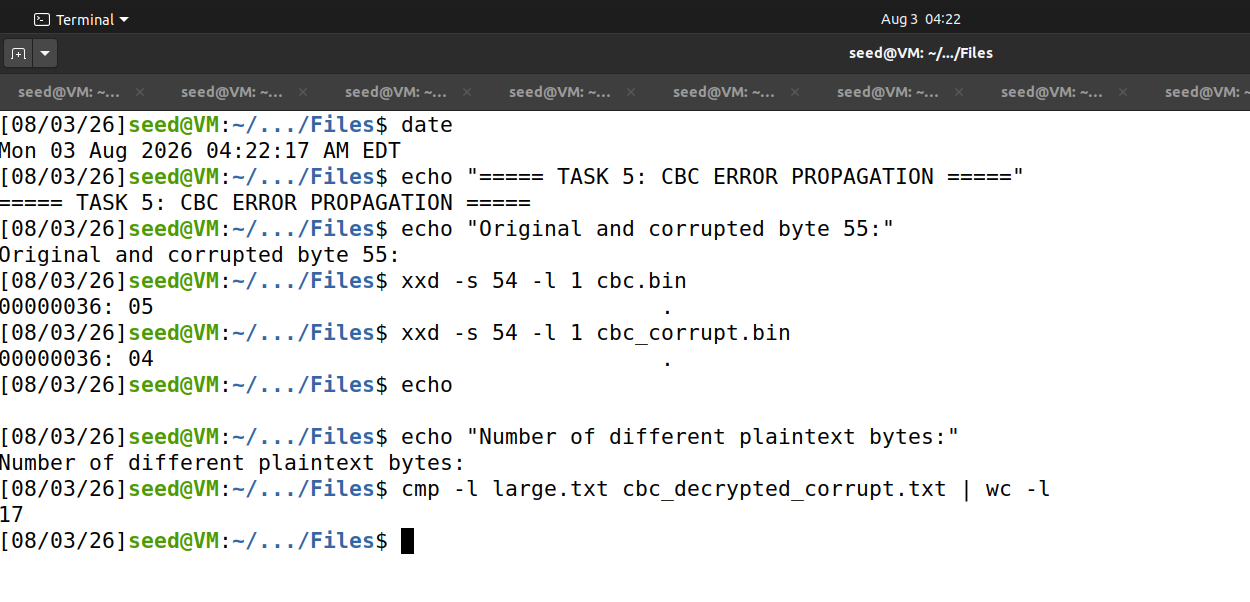 Terminal
Aug 3 04:22
seed@VM: ~/.../Files
seed@VM: ~... × seed@VM: ~... × seed@VM: ~... × seed@VM: ~... × seed@VM: ~... × seed@VM: ~... × seed@VM: ~... × seed@VM: ~
[08/03/26]seed@VM:~/.../Files$ date
Mon 03 Aug 2026 04:22:17 AM EDT
[08/03/26]seed@VM:~/.../Files$ echo "===== TASK 5: CBC ERROR PROPAGATION ====="
===== TASK 5: CBC ERROR PROPAGATION =====
[08/03/26]seed@VM:~/.../Files$ echo "Original and corrupted byte 55:"
Original and corrupted byte 55:
[08/03/26]seed@VM:~/.../Files$ xxd -s 54 -l 1 cbc.bin
00000036: 05 .
[08/03/26]seed@VM:~/.../Files$ xxd -s 54 -l 1 cbc_corrupt.bin
00000036: 04 .
[08/03/26]seed@VM:~/.../Files$ echo
[08/03/26]seed@VM:~/.../Files$ echo "Number of different plaintext bytes:"
Number of different plaintext bytes:
[08/03/26]seed@VM:~/.../Files$ cmp -l large.txt cbc_decrypted_corrupt.txt | wc -l
17
[08/03/26]seed@VM:~/.../Files$